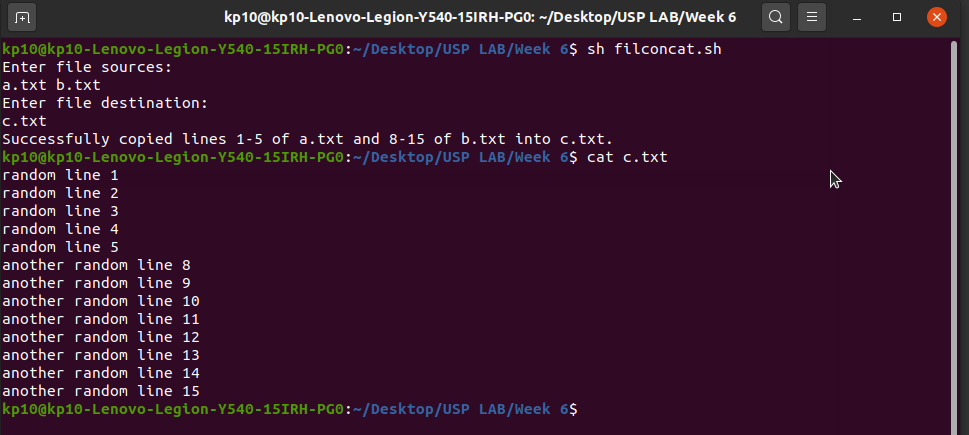 kp10@kp10-Lenovo-Legion-Y540-15IRH-PG0: ~/Desktop/USP LAB/Week 6
kp10@kp10-Lenovo-Legion-Y540-15IRH-PG0:~/Desktop/USP LAB/Week 6$ sh filconcat.sh
Enter file sources:
a.txt b.txt
Enter file destination:
c.txt
Successfully copied lines 1-5 of a.txt and 8-15 of b.txt into c.txt.
kp10@kp10-Lenovo-Legion-Y540-15IRH-PG0:~/Desktop/USP LAB/Week 6$ cat c.txt
random line 1
random line 2
random line 3
random line 4
random line 5
another random line 8
another random line 9
another random line 10
another random line 11
another random line 12
another random line 13
another random line 14
another random line 15
kp10@kp10-Lenovo-Legion-Y540-15IRH-PG0:~/Desktop/USP LAB/Week 6$